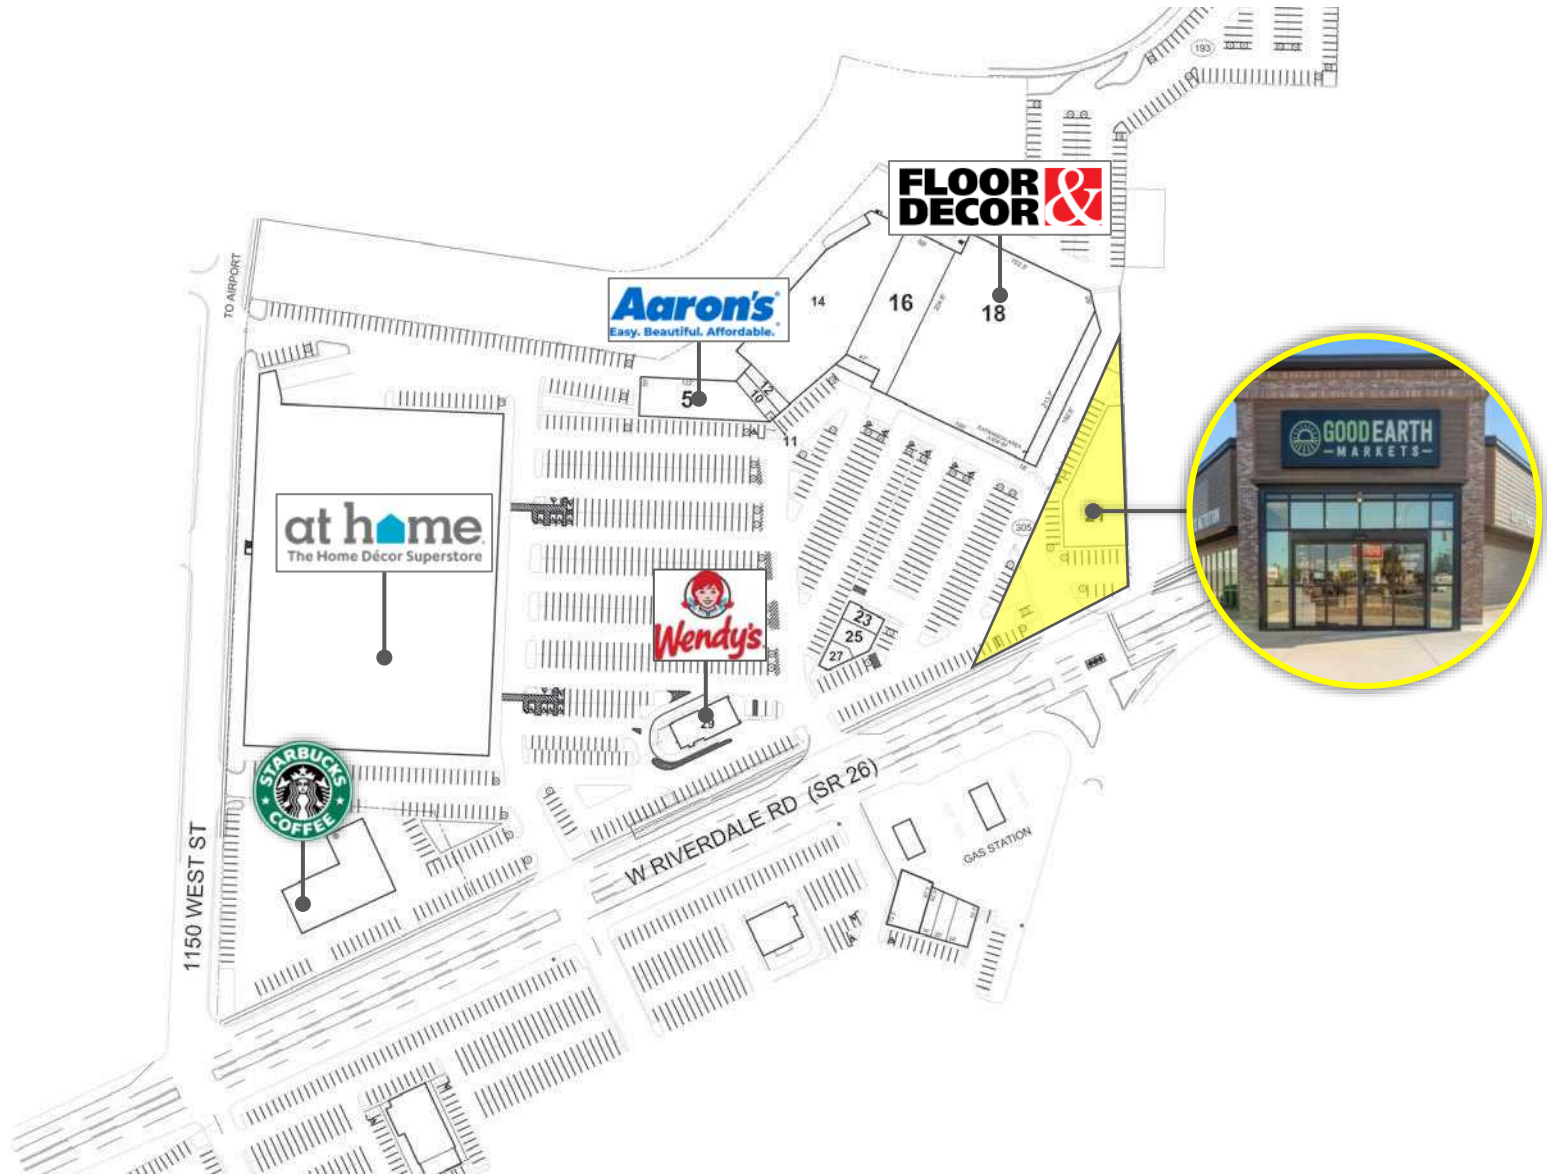 193
FLOOR
DECOR &
TO AIRPORT
Aaron's
Easy. Beautiful. Affordable.
14
16
18
5
12
10
11
GOOD EARTH
MARKETS
at home
The Home Décor Superstore
305
Wendy's
23
25
27
29
STARBUCKS
COFFEE
W RIVERDALE RD (SR 26)
GAS STATION
1150 WEST ST